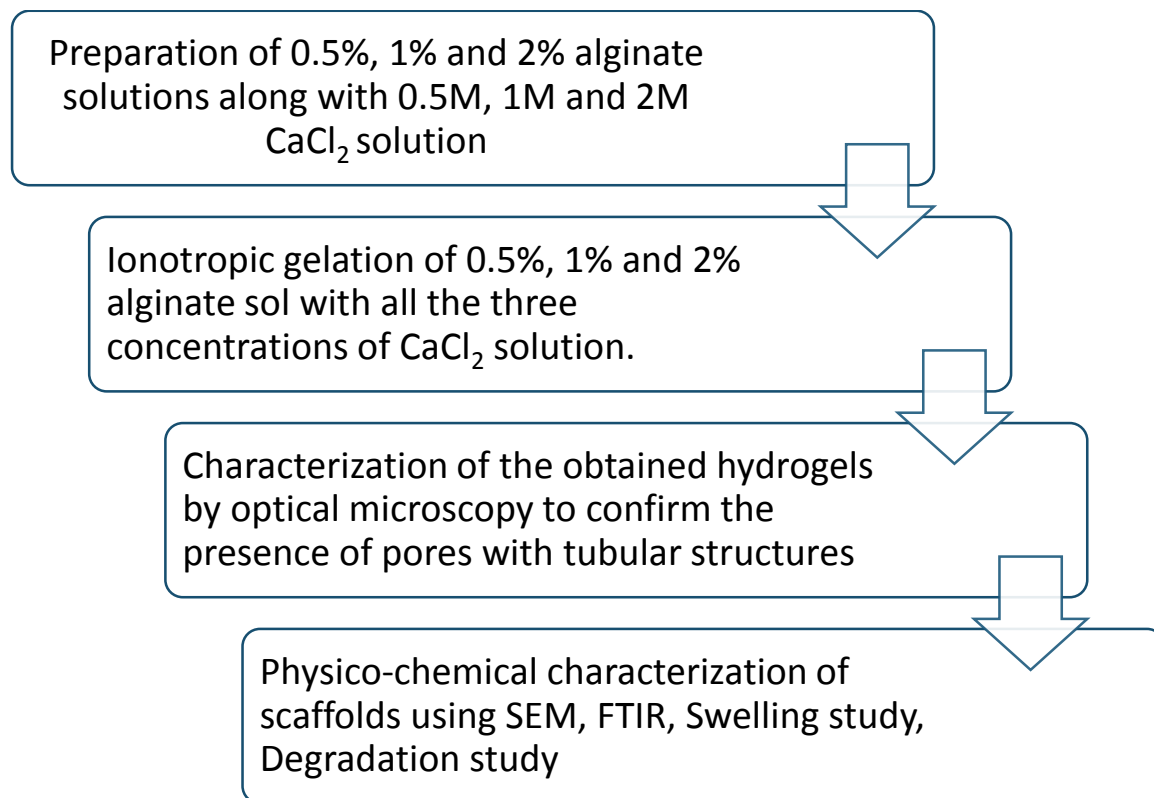 Preparation of 0.5%, 1% and 2% alginate
solutions along with 0.5M, 1M and 2M
CaCl₂ solution
Ionotropic gelation of 0.5%, 1% and 2%
alginate sol with all the three
concentrations of CaCl₂ solution.
Characterization of the obtained hydrogels
by optical microscopy to confirm the
presence of pores with tubular structures
Physico-chemical characterization of
scaffolds using SEM, FTIR, Swelling study,
Degradation study